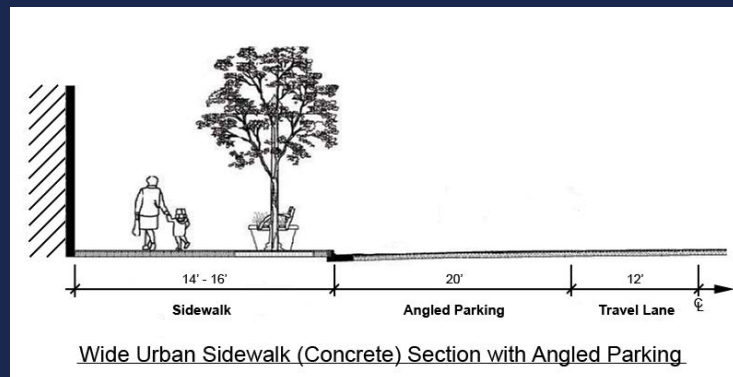 14' - 16'
20'
12'
Sidewalk
Angled Parking
Travel Lane
℄
Wide Urban Sidewalk (Concrete) Section with Angled Parking